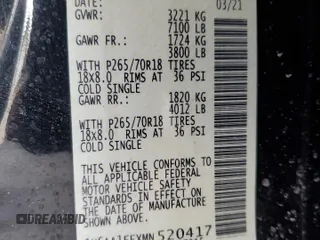 DATE: 03/21
GVWR: 3221 KG
7100 LB
GAWR FR.: 1724 KG
3800 LB
WITH P265/70R18 TIRES
18X8.0 RIMS AT 36 PSI
COLD SINGLE
GAWR RR.: 1820 KG
4012 LB
WITH P265/70R18 TIRES
18X8.0 RIMS AT 36 PSI
COLD SINGLE
THIS VEHICLE CONFORMS TO
ALL APPLICABLE FEDERAL
MOTOR VEHICLE SAFETY
STANDARDS IN EFFECT ON
THE DATE OF
MANUFACTURE SHOWN
ABOVE.
520417
DREAMBID